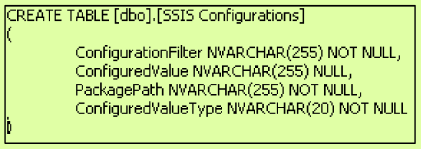 CREATE TABLE [dbo].[SSIS Configurations]
(
ConfigurationFilter NVARCHAR(255) NOT NULL,
ConfiguredValue NVARCHAR(255) NULL,
PackagePath NVARCHAR(255) NOT NULL,
ConfiguredValueType NVARCHAR(20) NOT NULL
)